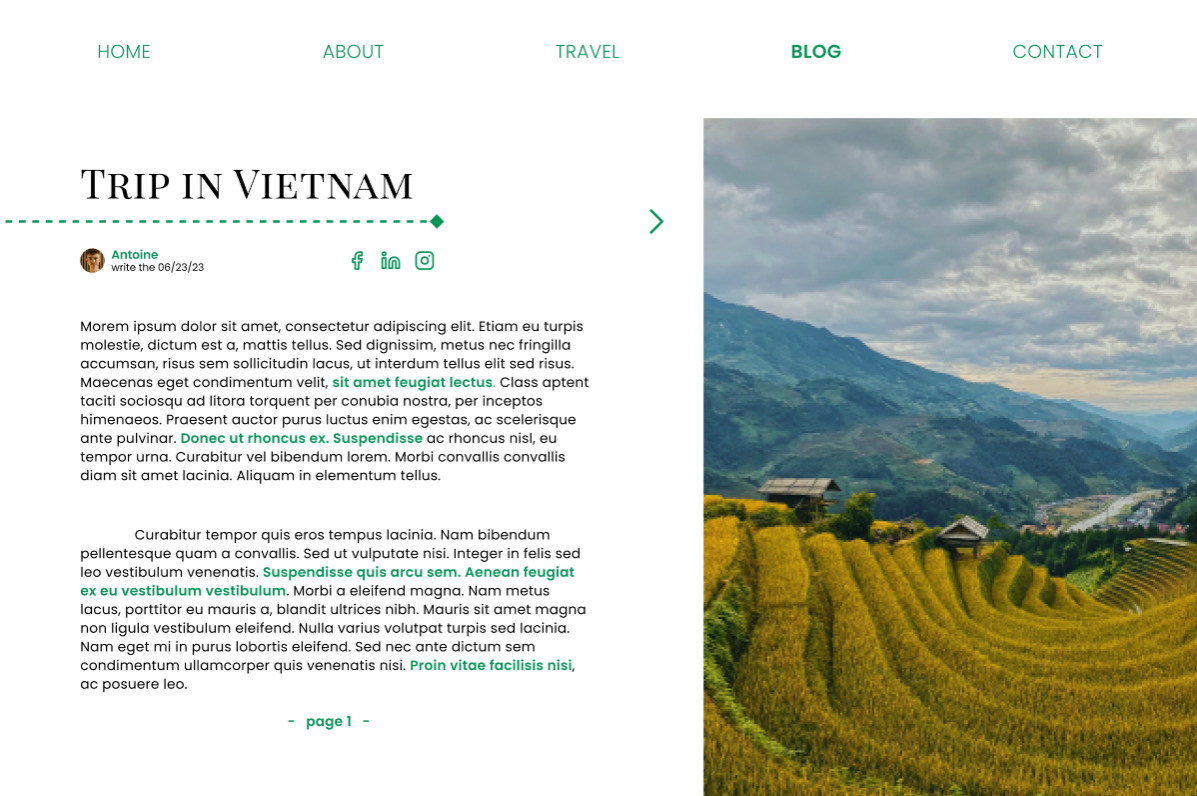 HOME
ABOUT
TRAVEL
BLOG
CONTACT
TRIP IN VIETNAM
Antoine
write the 06/23/23
Morem ipsum dolor sit amet, consectetur adipiscing elit. Etiam eu turpis
molestie, dictum est a, mattis tellus. Sed dignissim, metus nec fringilla
accumsan, risus sem sollicitudin lacus, ut interdum tellus elit sed risus.
Maecenas eget condimentum velit, sit amet feugiat lectus. Class aptent
taciti sociosqu ad litora torquent per conubia nostra, per inceptos
himenaeos. Praesent auctor purus luctus enim egestas, ac scelerisque
ante pulvinar. Donec ut rhoncus ex. Suspendisse ac rhoncus nisl, eu
tempor urna. Curabitur vel bibendum lorem. Morbi convallis convallis
diam sit amet lacinia. Aliquam in elementum tellus.
Curabitur tempor quis eros tempus lacinia. Nam bibendum
pellentesque quam a convallis. Sed ut vulputate nisi. Integer in felis sed
leo vestibulum venenatis. Suspendisse quis arcu sem. Aenean feugiat
ex eu vestibulum vestibulum. Morbi a eleifend magna. Nam metus
lacus, porttitor eu mauris a, blandit ultrices nibh. Mauris sit amet magna
non ligula vestibulum eleifend. Nulla varius volutpat turpis sed lacinia.
Nam eget mi in purus lobortis eleifend. Sed nec ante dictum sem
condimentum ullamcorper quis venenatis nisi. Proin vitae facilisis nisi,
ac posuere leo.
- page 1 -